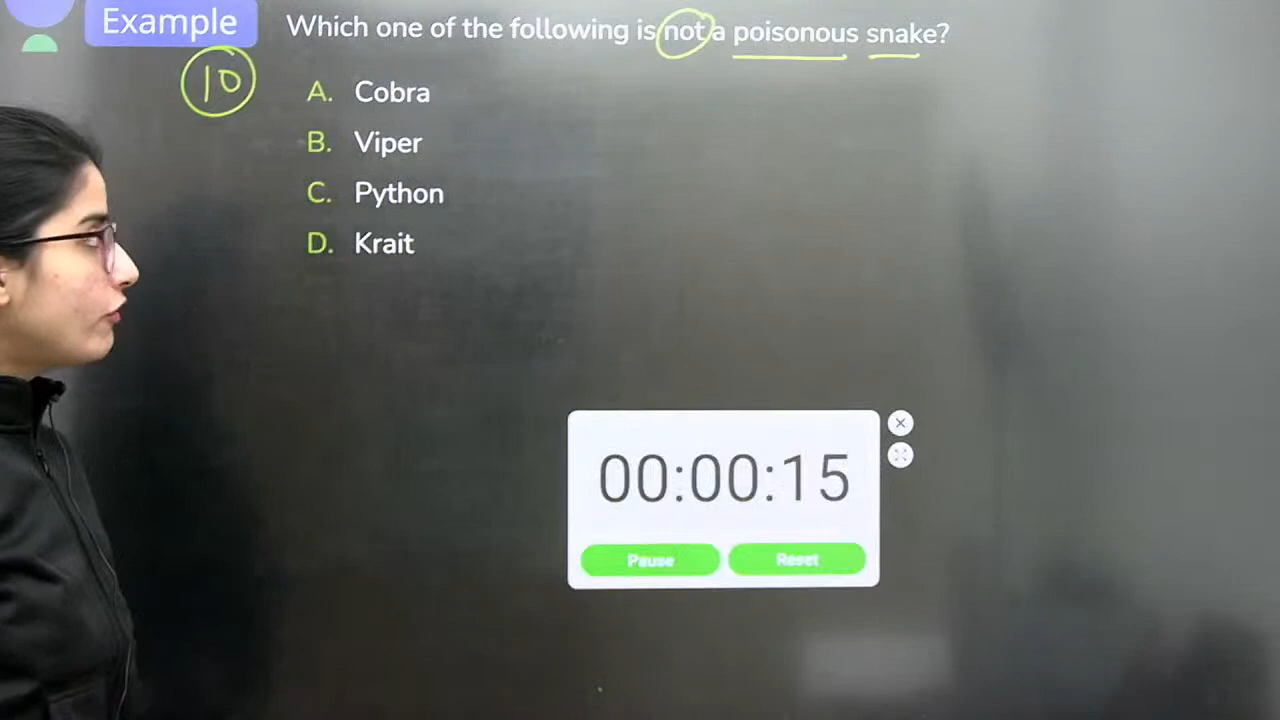 Example
Which one of the following is not a poisonous snake?
10
A. Cobra
B. Viper
C. Python
D. Krait
00:00:15
Pause
Reset